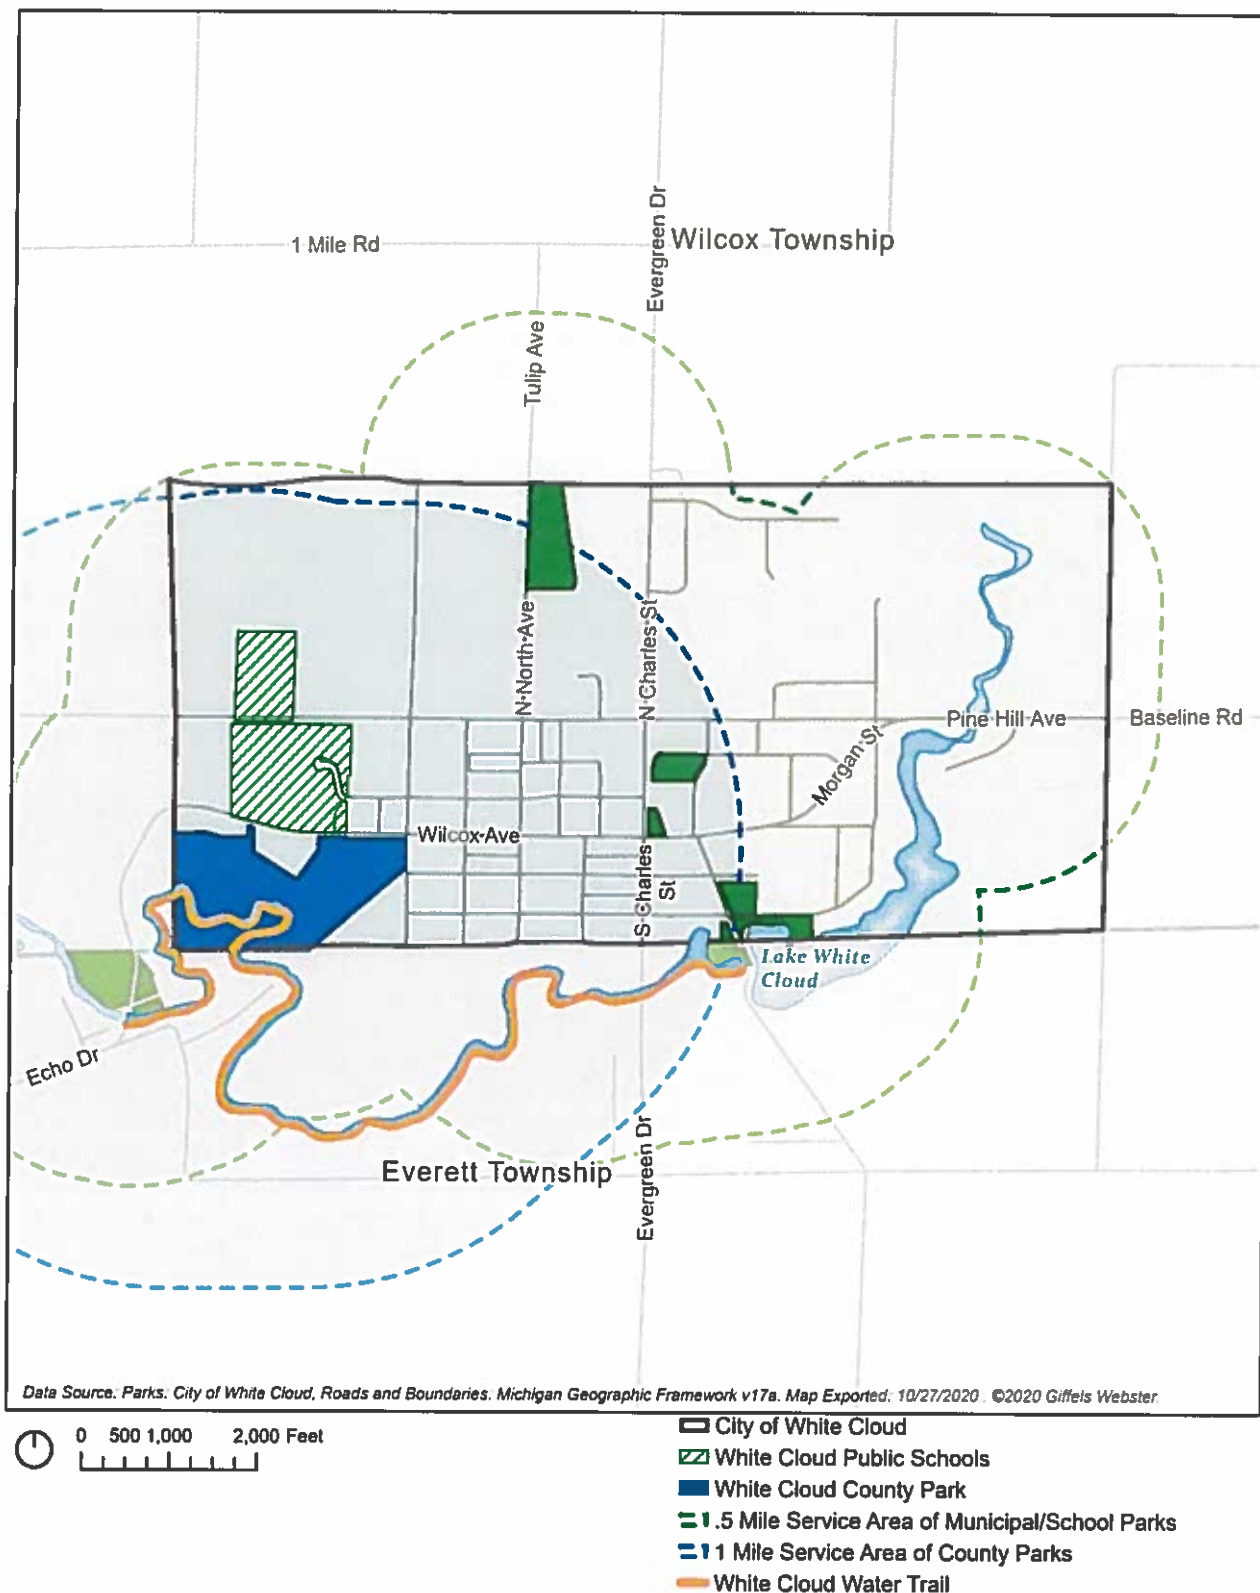 Evergreen Dr
Wilcox Township
1 Mile Rd
Tulip Ave
N North Ave
N Charles St
Pine Hill Ave
Baseline Rd
Morgan St
Wilcox Ave
S Charles
St
Lake White
Cloud
Echo Dr
Evergreen Dr
Everett Township
Data Source: Parks. City of White Cloud, Roads and Boundaries. Michigan Geographic Framework v17a. Map Exported: 10/27/2020. ©2020 Giffels Webster
0 500 1,000 2,000 Feet
City of White Cloud
White Cloud Public Schools
White Cloud County Park
.5 Mile Service Area of Municipal/School Parks
1 Mile Service Area of County Parks
White Cloud Water Trail